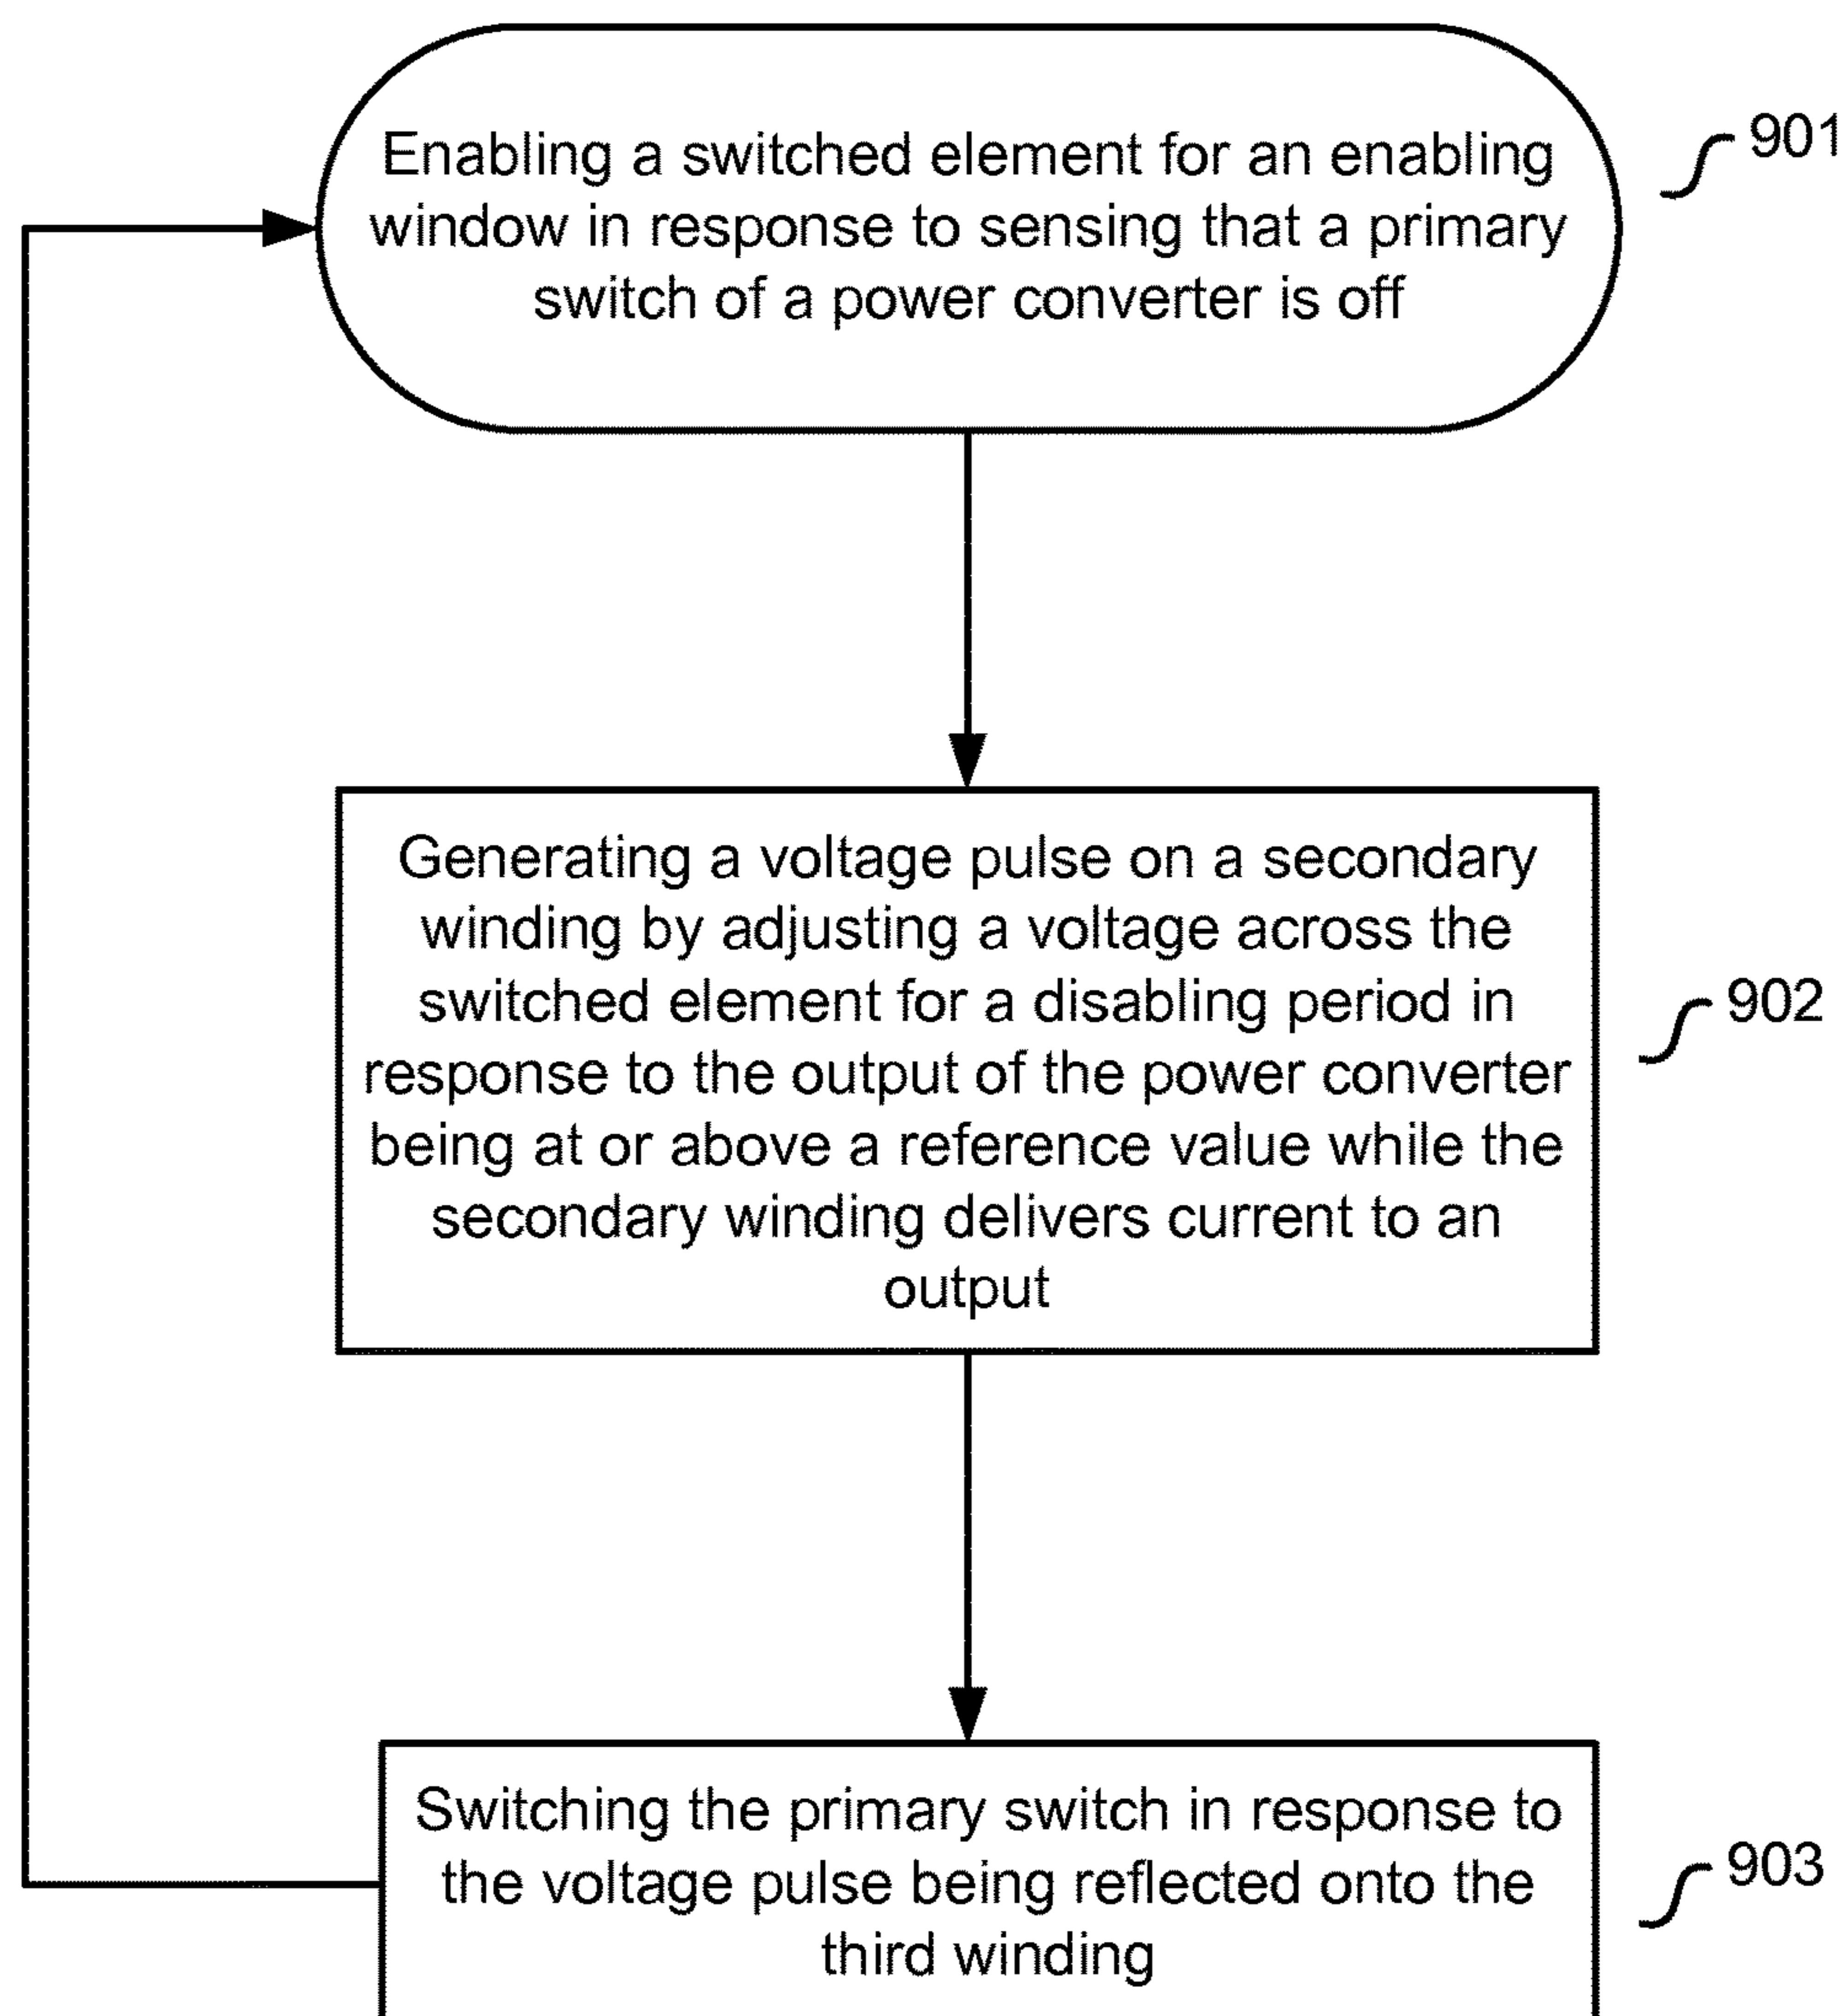 Enabling a switched element for an enabling
window in response to sensing that a primary
switch of a power converter is off
901
Generating a voltage pulse on a secondary
winding by adjusting a voltage across the
switched element for a disabling period in
response to the output of the power converter
being at or above a reference value while the
secondary winding delivers current to an
output
902
Switching the primary switch in response to
the voltage pulse being reflected onto the
third winding
903